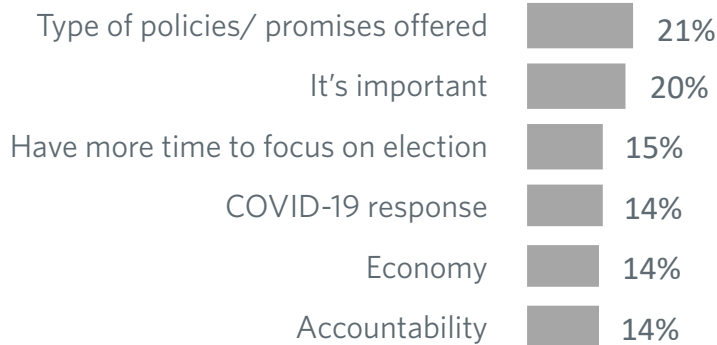 Type of policies/ promises offered 21%
It's important 20%
Have more time to focus on election 15%
COVID-19 response 14%
Economy 14%
Accountability 14%